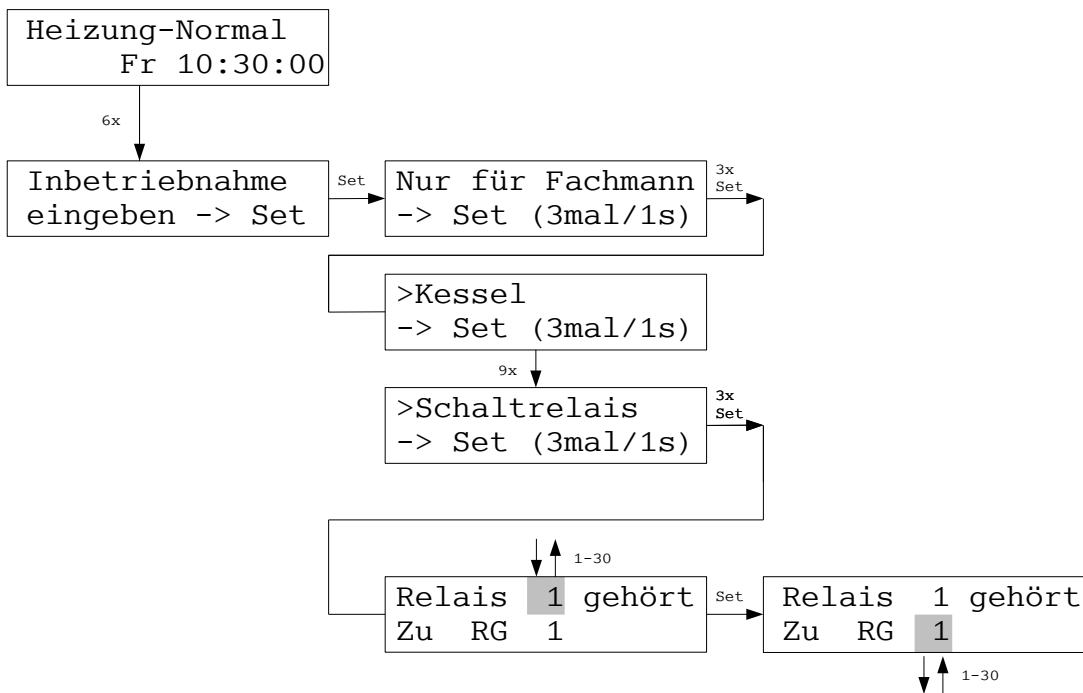 Heizung-Normal
Fr 10:30:00
6x
Inbetriebnahme
eingeben -> Set
Set
Nur für Fachmann
-> Set (3mal/1s)
3x
Set
>Kessel
-> Set (3mal/1s)
9x
>Schaltrelais
-> Set (3mal/1s)
3x
Set
1-30
Relais 1 gehört
Zu RG 1
Set
Relais 1 gehört
Zu RG 1
1-30